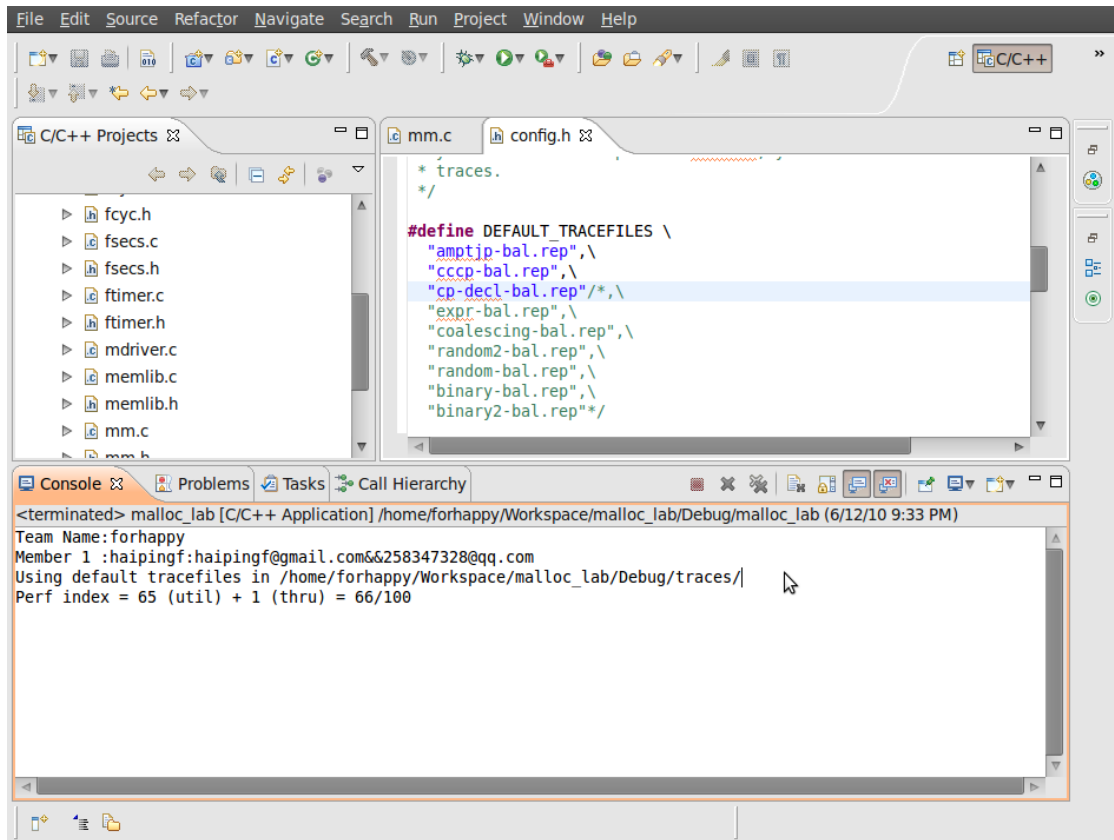 File Edit Source Refactor Navigate Search Run Project Window Help
C/C++
»
C/C++ Projects
fcyc.h
fsecs.c
fsecs.h
ftimer.c
ftimer.h
mdriver.c
memlib.c
memlib.h
mm.c
mm.h
mm.c
config.h
* traces.
*/
#define DEFAULT_TRACEFILES \
"amptjp-bal.rep",\
"cccp-bal.rep",\
"cp-decl-bal.rep"/*,\
"expr-bal.rep",\
"coalescing-bal.rep",\
"random2-bal.rep",\
"random-bal.rep",\
"binary-bal.rep",\
"binary2-bal.rep"*/
Console
Problems
Tasks
Call Hierarchy
<terminated> malloc_lab [C/C++ Application] /home/forhappy/Workspace/malloc_lab/Debug/malloc_lab (6/12/10 9:33 PM)
Team Name:forhappy
Member 1 :haipingf:haipingf@gmail.com&&258347328@qq.com
Using default tracefiles in /home/forhappy/Workspace/malloc_lab/Debug/traces/
Perf index = 65 (util) + 1 (thru) = 66/100